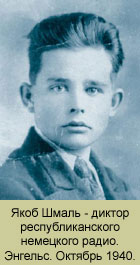 Якоб Шмаль - диктор
республиканского
немецкого радио.
Энгельс. Октябрь 1940